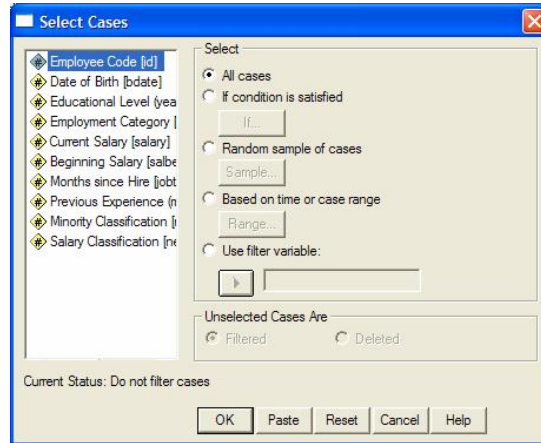 Select Cases
Employee Code [id]
Date of Birth [bdate]
Educational Level (yea
Employment Category [
Current Salary [salary]
Beginning Salary [salbe
Months since Hire [jobt
Previous Experience (m
Minority Classification [
Salary Classification [ne
Select
All cases
If condition is satisfied
If...
Random sample of cases
Sample...
Based on time or case range
Range...
Use filter variable:
Unselected Cases Are
Filtered
Deleted
Current Status: Do not filter cases
OK Paste Reset Cancel Help